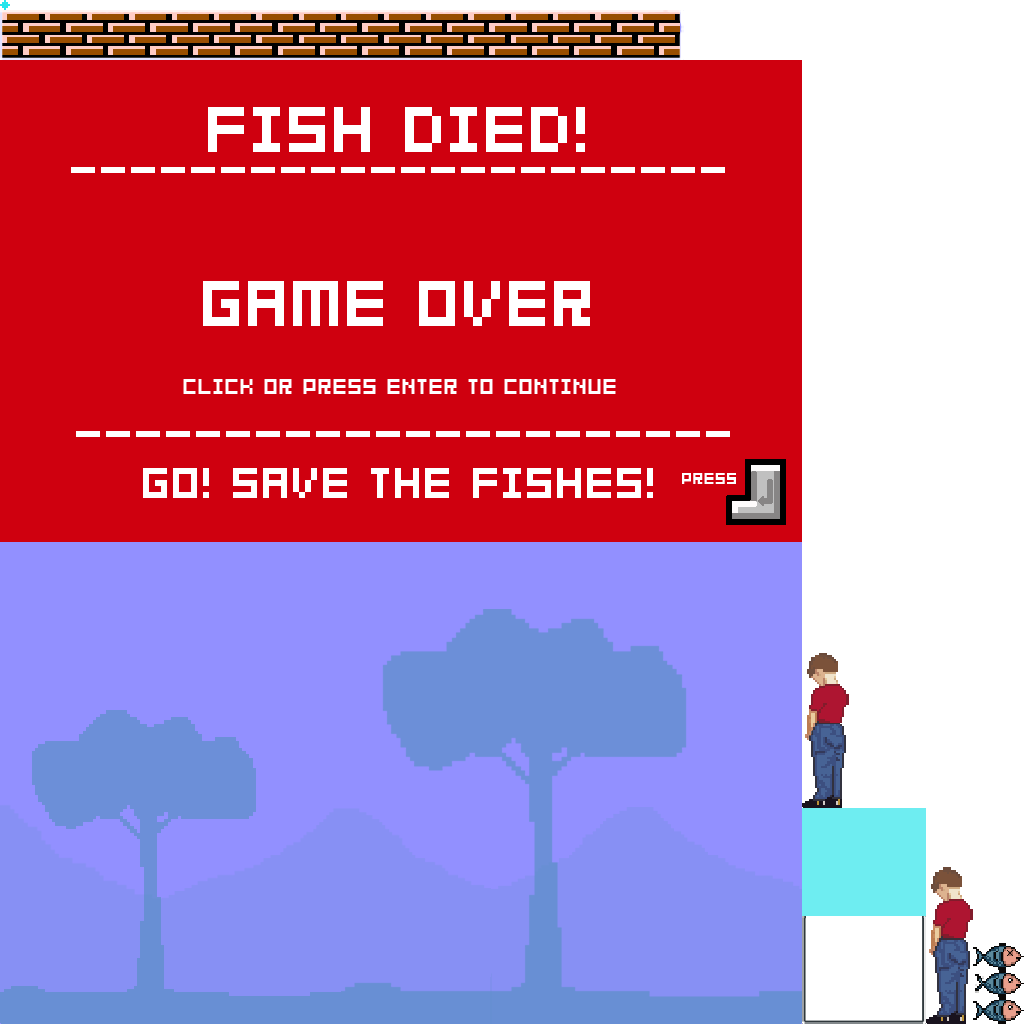 FISH DIED!
GAME OVER
CLICK OR PRESS ENTER TO CONTINUE
GO! SAVE THE FISHES!
PRESS